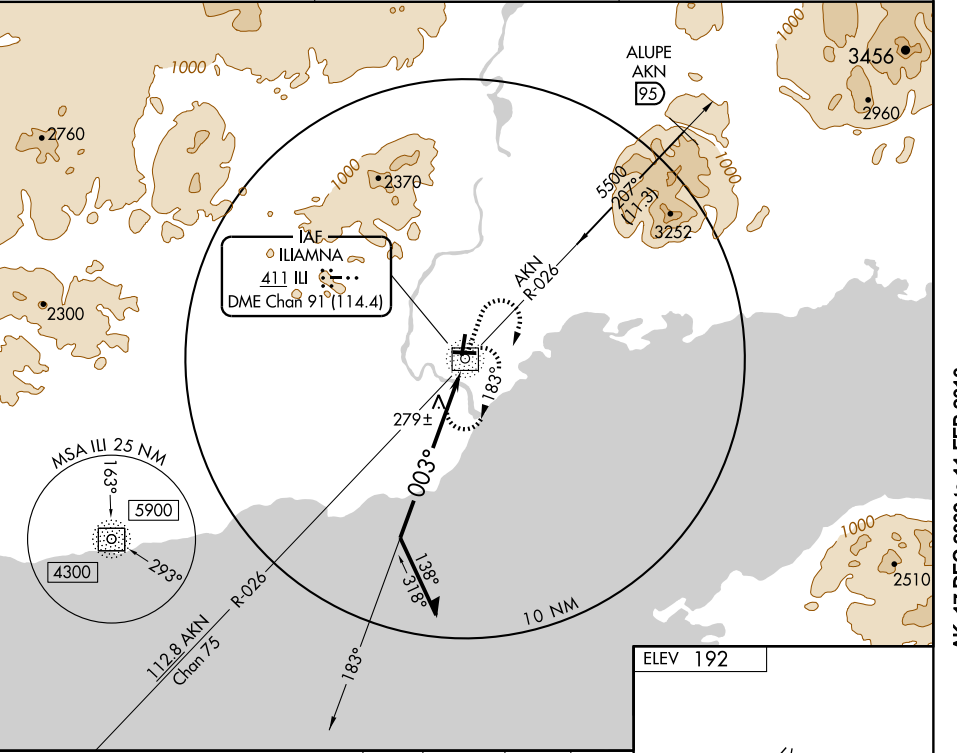 1000
1000
3456
2960
ALUPE
AKN
95
2760
1000
2370
1000
5500
207°
(11.3)
3252
IAF
ILIAMNA
411 ILI
DME Chan 91 (114.4)
AKN
R-026
2300
183°
279±
003°
MSA ILI 25 NM
163°
5900
4300
293°
138°
318°
1000
2510
10 NM
R-026
112.8 AKN
Chan 75
183°
ELEV 192